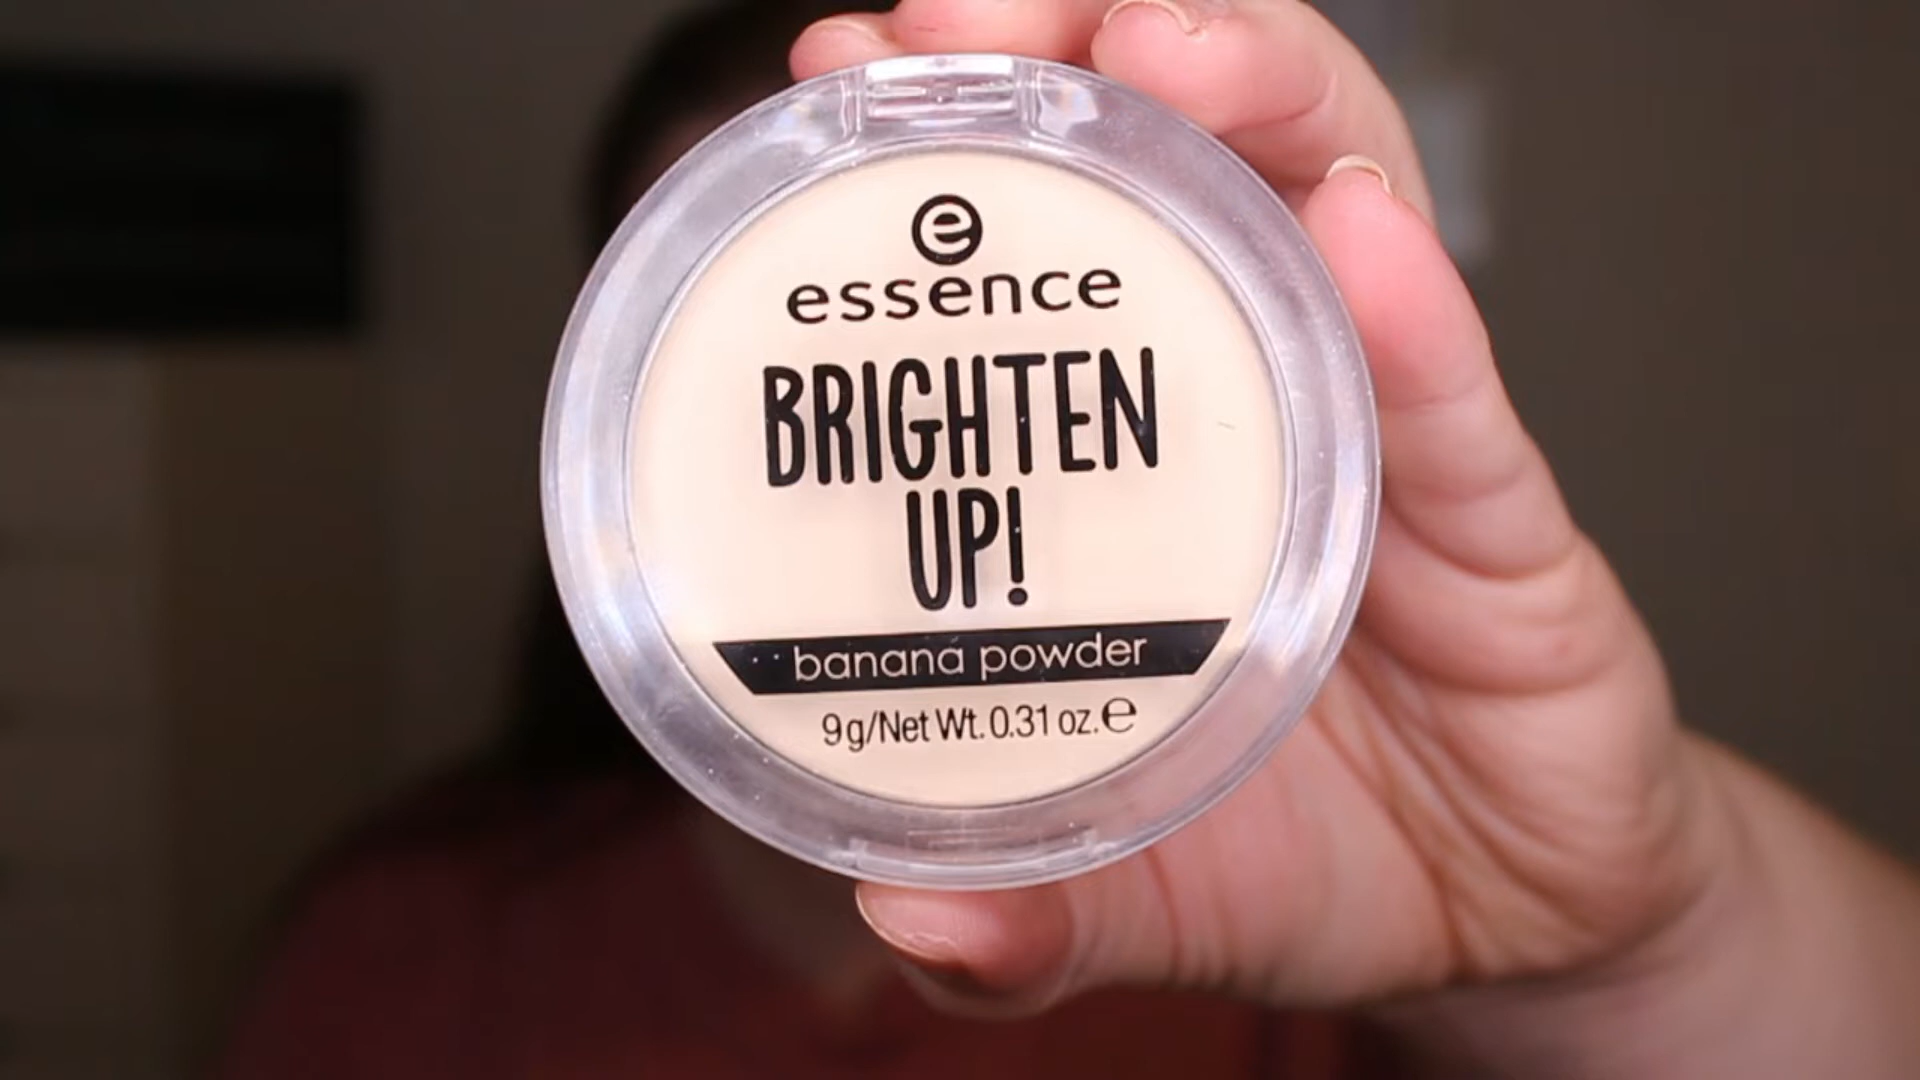 e
essence
BRIGHTEN
UP!
banana powder
9g/Net Wt. 0.31 oz. ℮